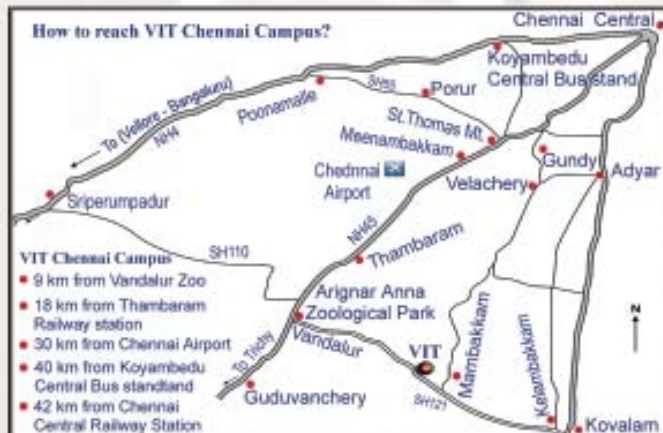 How to reach VIT Chennai Campus?
Chennai Central
Koyambedu
Central Bus stand
SH55
Porur
Poonamalle
To (Vellore - Bangaluru)
NH4
St.Thomas Mt.
Meenambakkam
Gundy
Adyar
Chednnai
Airport
Velachery
Sriperumpadur
SH110
NH45
Thambaram
VIT Chennai Campus
9 km from Vandalur Zoo
18 km from Thambaram
Railway station
30 km from Chennai Airport
40 km from Koyambedu
Central Bus standtand
42 km from Chennai
Central Railway Station
Arignar Anna
Zoological Park
Vandalur
VIT
Mambakkam
Kelambakkam
N
To Trichy
Guduvanchery
SH121
Kovalam